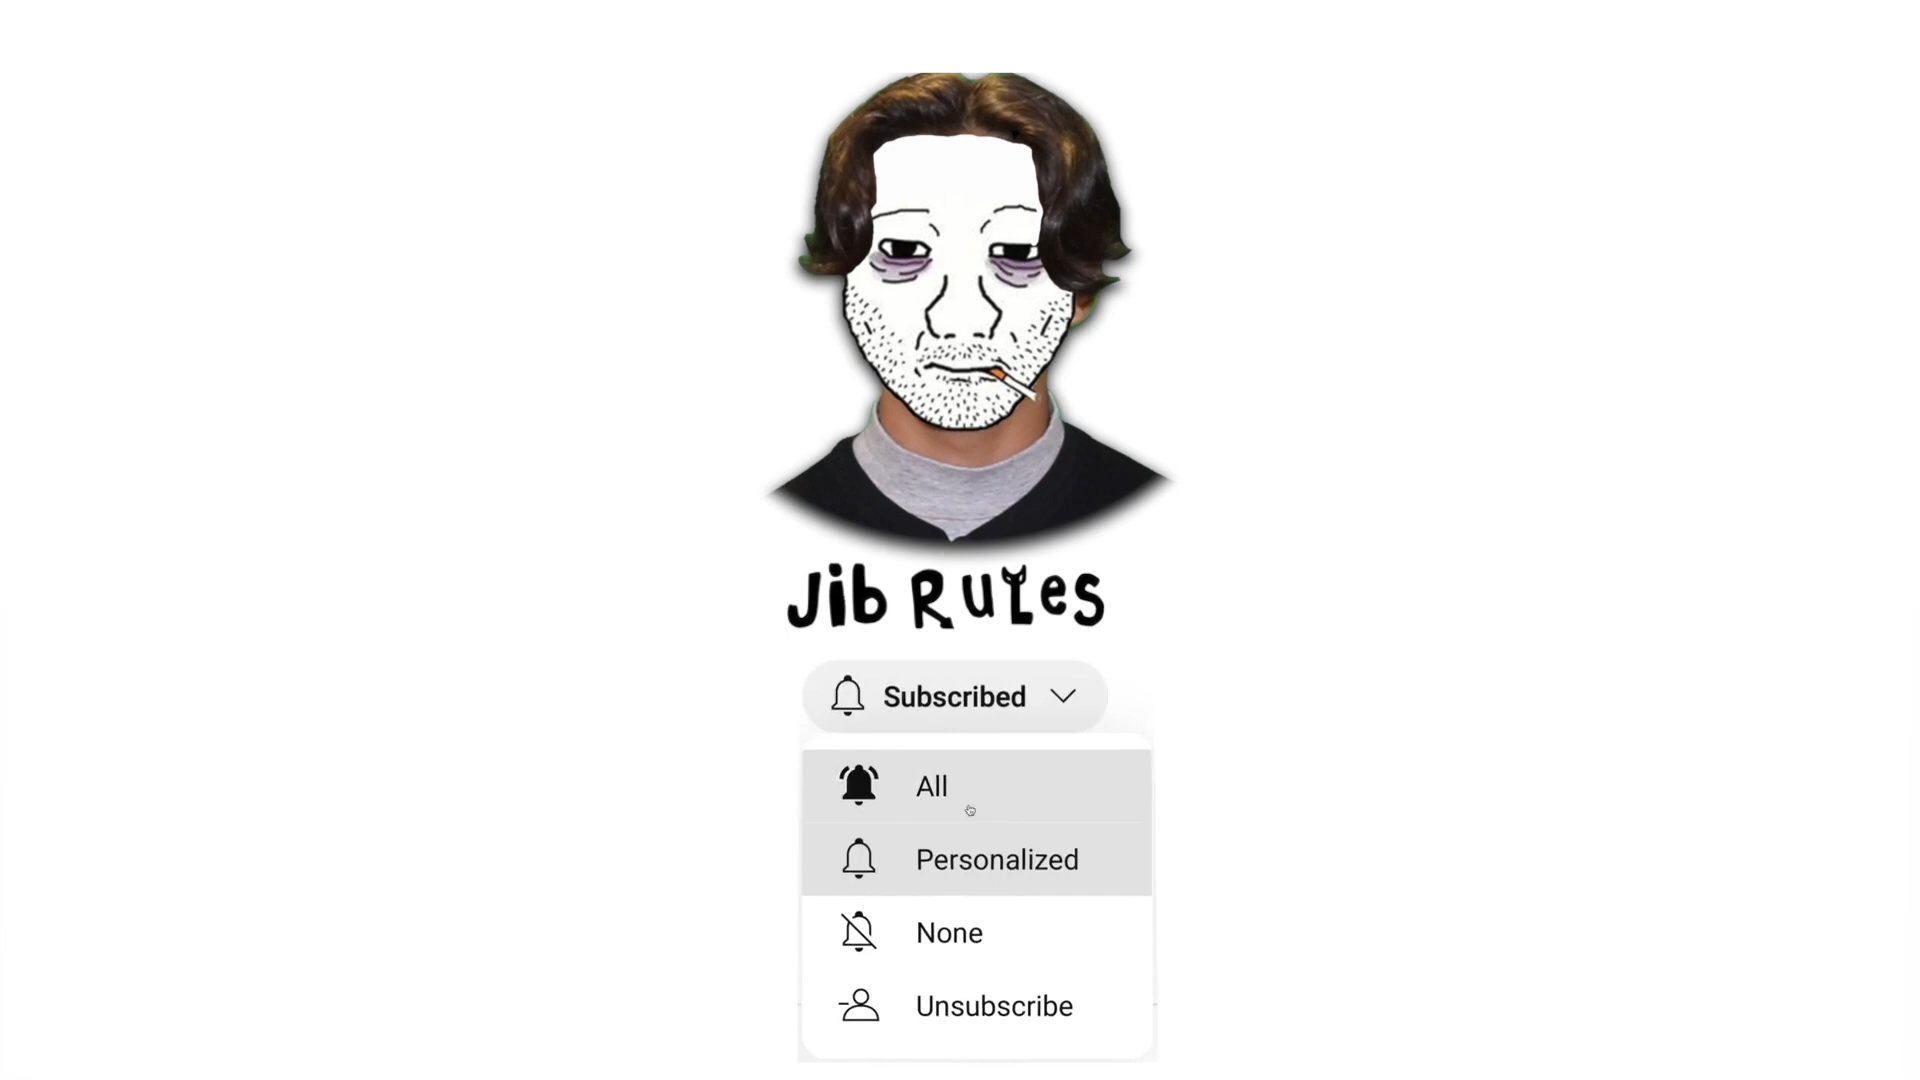 Jib Rules
Subscribed
All
Personalized
None
Unsubscribe